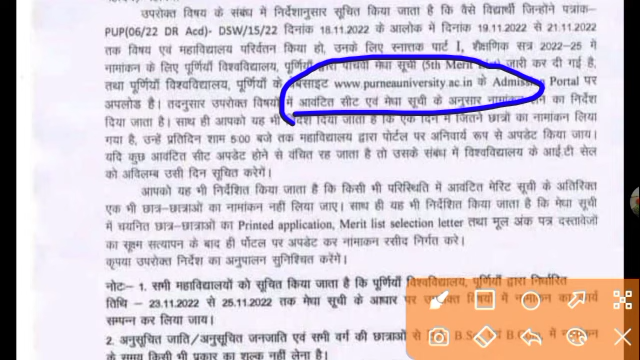 उपरोक्त विषय के संबंध में निर्देशानुसार सूचित किया जाता है कि वैसे विद्यार्थी जिन्होने पत्रांक-
PUP(06/22 DR Acd)- DSW/15/22 दिनांक 18.11.2022 के आलोक में दिनांक 19.11.2022 से 21.11.2022
तक विषय एवं महाविद्यालय परिर्वतन किया हो, उनके लिए स्नातक पार्ट I, शैक्षणिक सत्र 2022-25 में
नामांकन के लिए पूर्णियाँ विश्वविद्यालय, पूर्णियाँ द्वारा पांचवी मेधा सूची (5th Merit List) जारी कर दी गई है,
तथा पूर्णियाँ विश्वविद्यालय, पूर्णियाँ के वेबसाइट www.purneauniversity.ac.in के Admission Portal पर
अपलोड है। तदनुसार उपरोक्त विषयों में आवंटित सीट एवं मेधा सूची के अनुसार नामांकन लेने का निर्देश
दिया जाता है। साथ ही आपको यह भी निर्देश दिया जाता है कि एक दिन में जितने छात्रों का नामांकन लिया
गया है, उन्हें प्रतिदिन शाम 5:00 बजे तक महाविद्यालय द्वारा पोर्टल पर अनिवार्य रूप से अपडेट किया जाय।
यदि कुछ आवंटित सीट अपडेट होने से वंचित रह जाता है तो उसके संबंध में विश्वविद्यालय के आई.टी सेल
को अविलम्ब उसी दिन सूचित करेगें।
आपको यह भी निर्देशित किया जाता है कि किसी भी परिस्थिति में आवंटित मेरिट सूची के अतिरिक्त
एक भी छात्र-छात्राओं का नामांकन नहीं लिया जाए। साथ ही यह भी निर्देशित किया जाता है कि मेधा सूची
में चयनित छात्र-छात्राओं का Printed application, Merit list selection letter तथा मूल अंक पत्र दस्तावेजों
का सूक्ष्म सत्यापन के बाद ही पोर्टल पर अपडेट कर नांमाकन रसीद निर्गत करे।
कृपया उपरोक्त निर्देश का अनुपालन सुनिश्चित करेंगे।
नोटः- 1. सभी महाविद्यालयों को सूचित किया जाता है कि पूर्णियाँ विश्वविद्यालय, पूर्णियाँ द्वारा निर्धारित
तिथि - 23.11.2022 से 25.11.2022 तक मेधा सूची के आधार पर उपरोक्त विषयों में नामांकन कार्य
सम्पन्न कर लिया जाय।
2. अनुसूचित जाति/अनुसूचित जनजाति एवं सभी वर्ग की छात्राओं से में नामांकन
के समय किसी भी प्रकार का शुल्क नहीं लेना है।